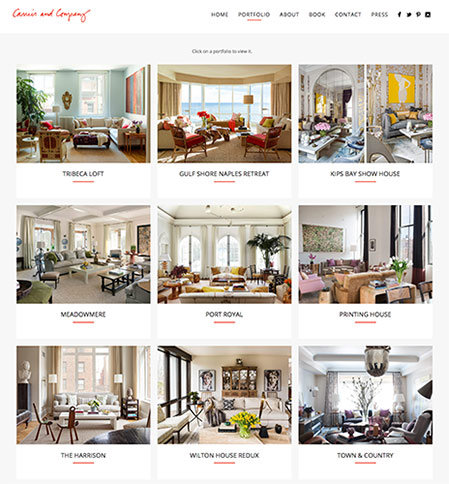 Carrier and Company
HOME PORTFOLIO ABOUT BOOK CONTACT PRESS
Click on a portfolio to view it.
TRIBECA LOFT GULF SHORE NAPLES RETREAT KIPS BAY SHOW HOUSE
MEADOWMERE PORT ROYAL PRINTING HOUSE
THE HARRISON WILTON HOUSE REDUX TOWN & COUNTRY